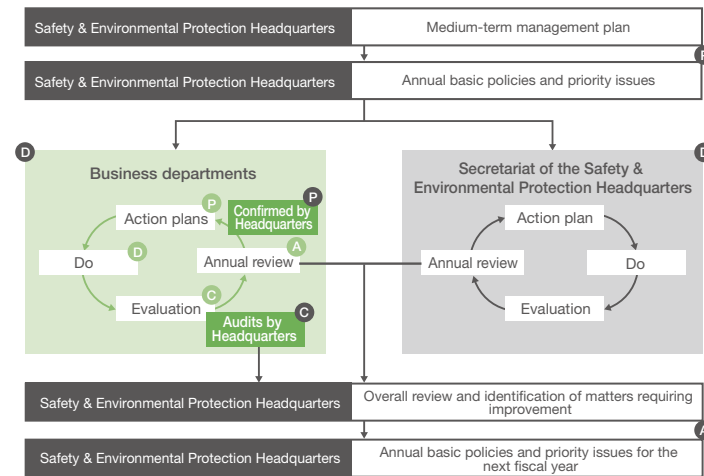 Safety & Environmental Protection Headquarters
Medium-term management plan
P
Safety & Environmental Protection Headquarters
Annual basic policies and priority issues
D
Business departments
P
Action plans
P
Confirmed by
Headquarters
D
Do
A
Annual review
C
Evaluation
C
Audits by
Headquarters
D
Secretariat of the Safety &
Environmental Protection Headquarters
Action plan
Annual review
Do
Evaluation
Safety & Environmental Protection Headquarters
Overall review and identification of matters requiring
improvement
A
Safety & Environmental Protection Headquarters
Annual basic policies and priority issues for the
next fiscal year